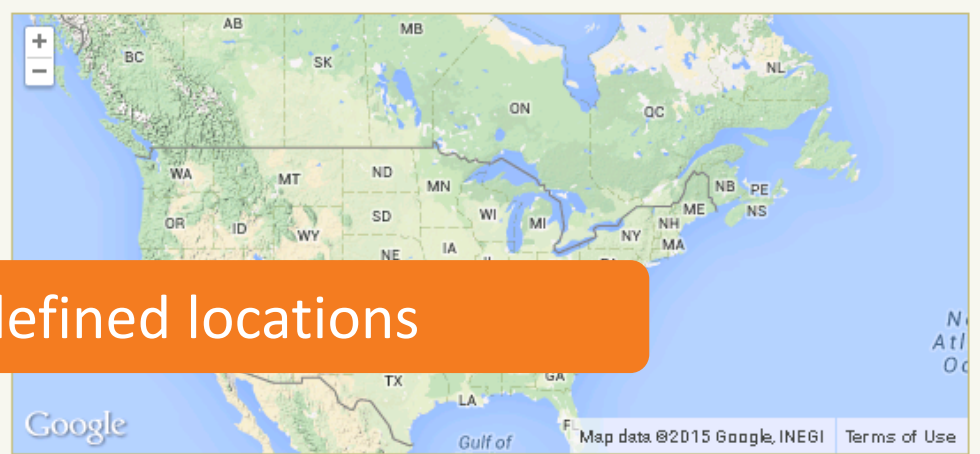 +
AB
MB
BC
SK
NL
−
ON
QC
WA
MT
ND
MN
NB
PE
OR
ID
SD
WI
MI
ME
NS
WY
NH
NY
MA
NE
IA
efined locations
TX
GA
LA
Google
Gulf of
Map data ©2015 Google, INEGI
Terms of Use